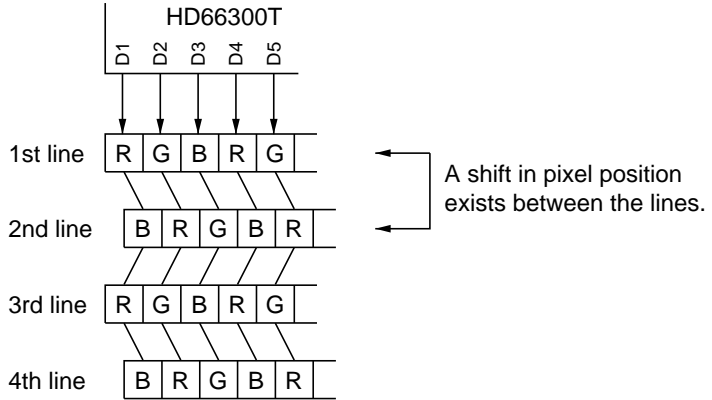 HD66300T
D1 D2 D3 D4 D5
1st line R G B R G
A shift in pixel position
exists between the lines.
2nd line B R G B R
3rd line R G B R G
4th line B R G B R